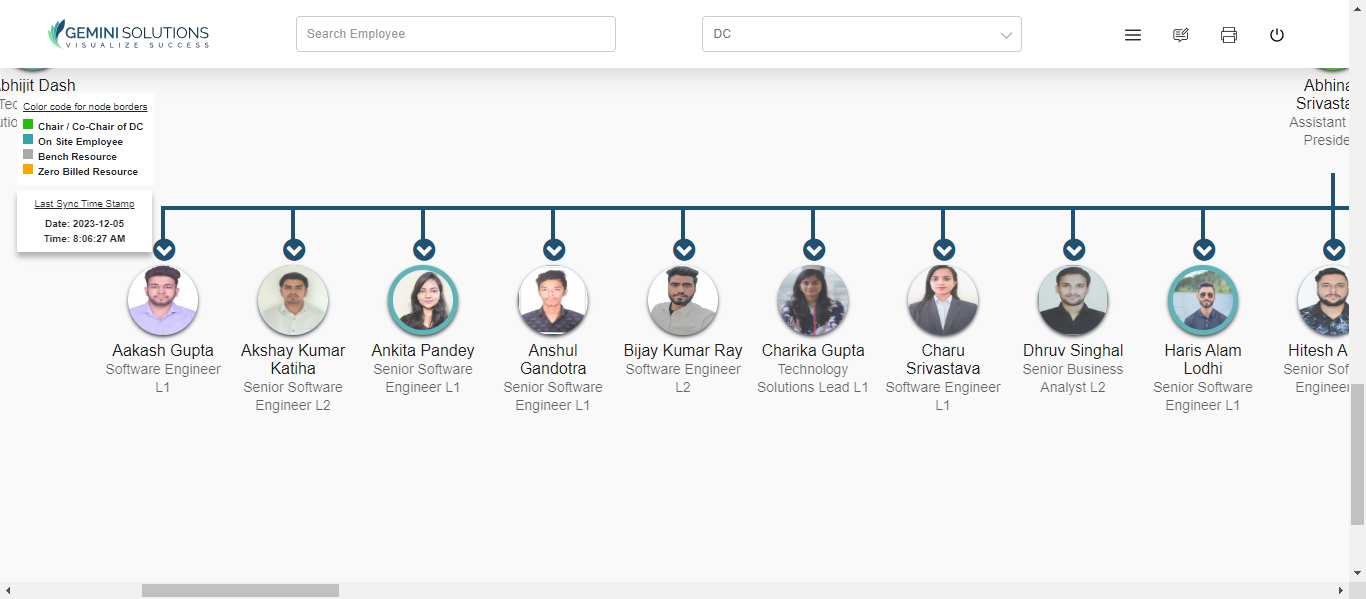 GEMINI SOLUTIONS
VISUALIZE SUCCESS
Search Employee
DC
bhijit Dash
Color code for node borders
Chair / Co-Chair of DC
On Site Employee
Bench Resource
Zero Billed Resource
Last Sync Time Stamp
Date: 2023-12-05
Time: 8:06:27 AM
Abhina
Srivasta
Assistant
Preside
Aakash Gupta
Software Engineer
L1
Akshay Kumar
Katiha
Senior Software
Engineer L2
Ankita Pandey
Senior Software
Engineer L1
Anshul
Gandotra
Senior Software
Engineer L1
Bijay Kumar Ray
Software Engineer
L2
Charika Gupta
Technology
Solutions Lead L1
Charu
Srivastava
Software Engineer
L1
Dhruv Singhal
Senior Business
Analyst L2
Haris Alam
Lodhi
Senior Software
Engineer L1
Hitesh A
Senior Sof
Engineer